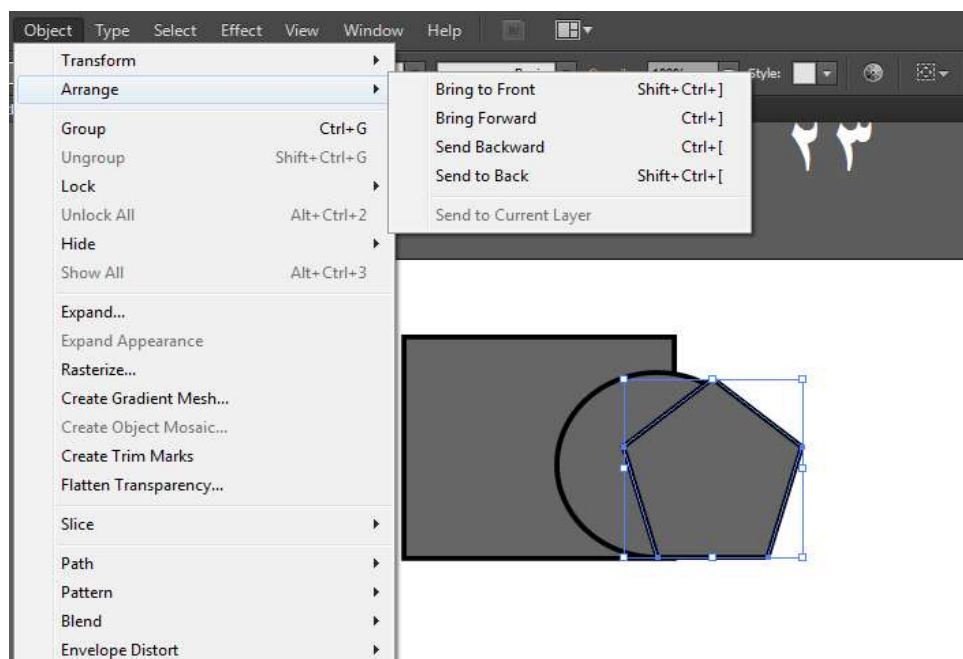 Object Type Select Effect View Window Help
Style:
Transform
Arrange
Bring to Front Shift+Ctrl+]
Bring Forward Ctrl+]
Send Backward Ctrl+[
Send to Back Shift+Ctrl+[
Send to Current Layer
۲۳
Group Ctrl+G
Ungroup Shift+Ctrl+G
Lock
Unlock All Alt+Ctrl+2
Hide
Show All Alt+Ctrl+3
Expand...
Expand Appearance
Rasterize...
Create Gradient Mesh...
Create Object Mosaic...
Create Trim Marks
Flatten Transparency...
Slice
Path
Pattern
Blend
Envelope Distort